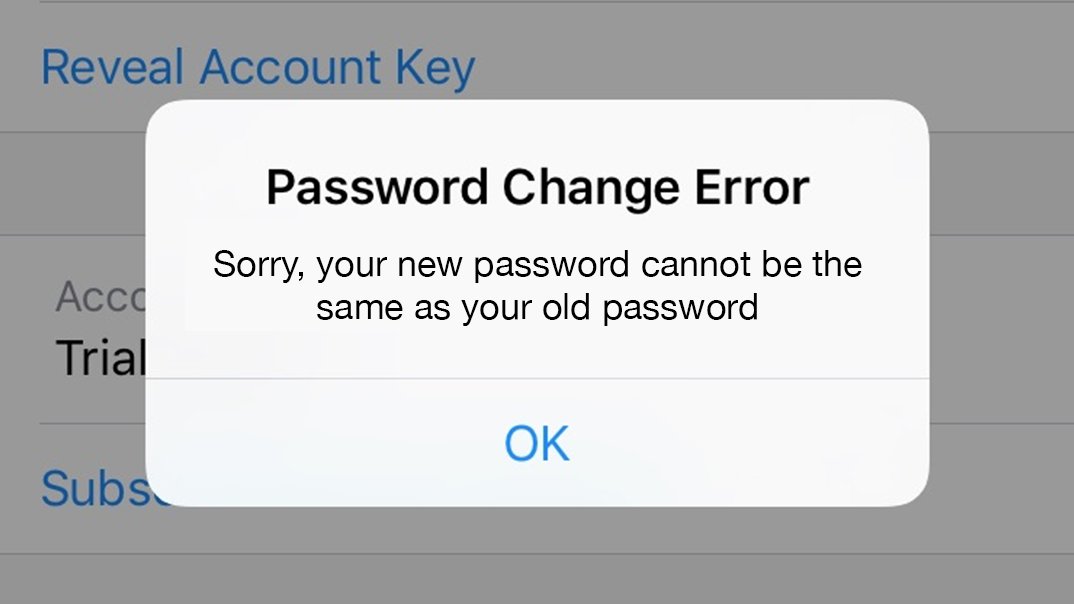 Reveal Account Key
Password Change Error
Sorry, your new password cannot be the
same as your old password
Trial
OK